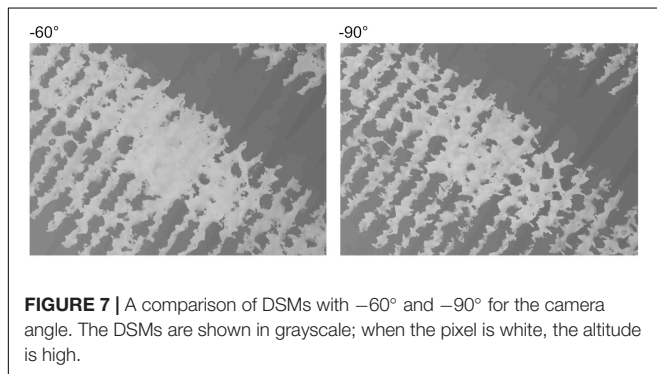 -60°
-90°
FIGURE 7 | A comparison of DSMs with −60° and −90° for the camera
angle. The DSMs are shown in grayscale; when the pixel is white, the altitude
is high.